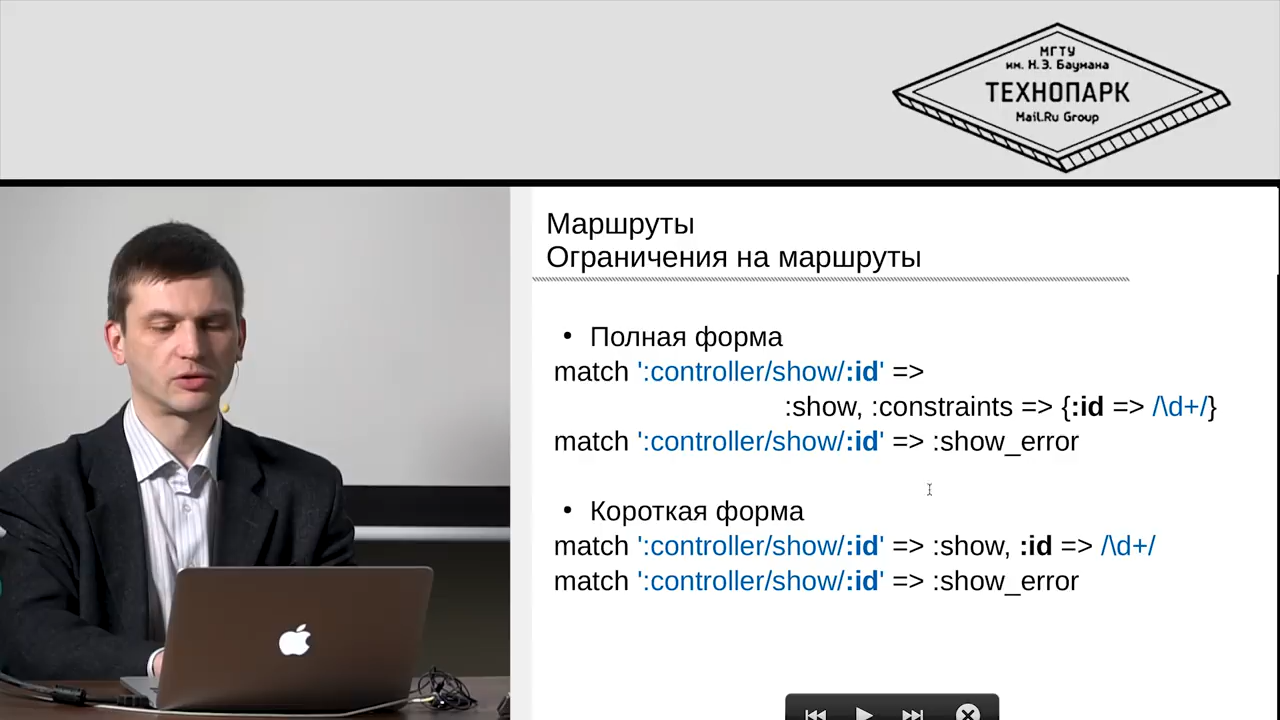 МГТУ
им. Н.Э. Баумана
ТЕХНОПАРК
Mail.Ru Group
Маршруты
Ограничения на маршруты
• Полная форма
match ':controller/show/:id' =>
:show, :constraints => {:id => /\d+/}
match ':controller/show/:id' => :show_error
• Короткая форма
match ':controller/show/:id' => :show, :id => /\d+/
match ':controller/show/:id' => :show_error